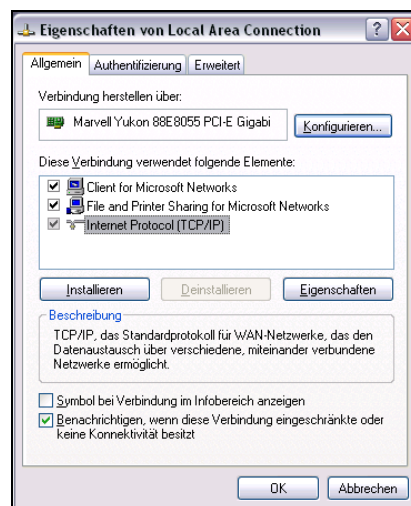 Eigenschaften von Local Area Connection
Allgemein Authentifizierung Erweitert
Verbindung herstellen über:
Marvell Yukon 88E8055 PCI-E Gigabi Konfigurieren...
Diese Verbindung verwendet folgende Elemente:
Client for Microsoft Networks
File and Printer Sharing for Microsoft Networks
Internet Protocol (TCP/IP)
Installieren Deinstallieren Eigenschaften
Beschreibung
TCP/IP, das Standardprotokoll für WAN-Netzwerke, das den
Datenaustausch über verschiedene, miteinander verbundene
Netzwerke ermöglicht.
Symbol bei Verbindung im Infobereich anzeigen
Benachrichtigen, wenn diese Verbindung eingeschränkte oder
keine Konnektivität besitzt
OK Abbrechen